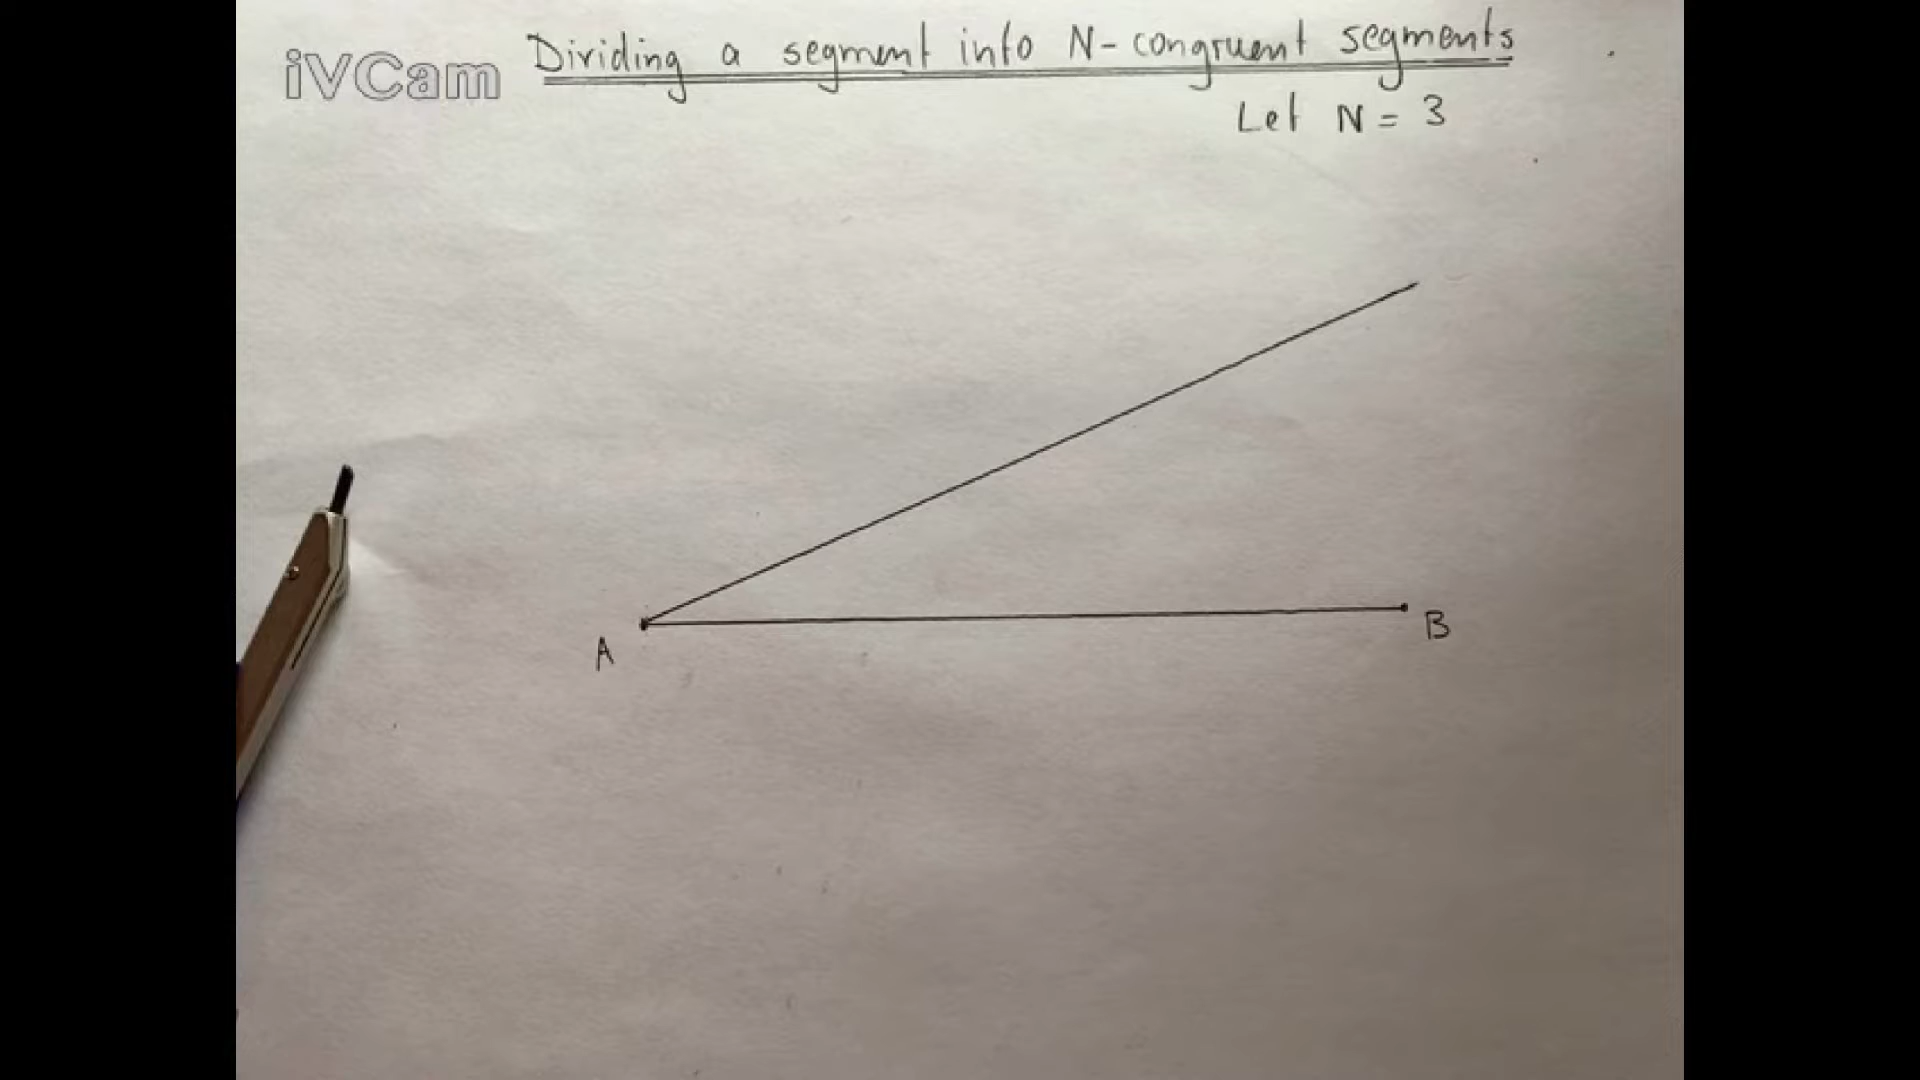 iVCam
Dividing a segment into N-congruent segments
Let N = 3
A
B